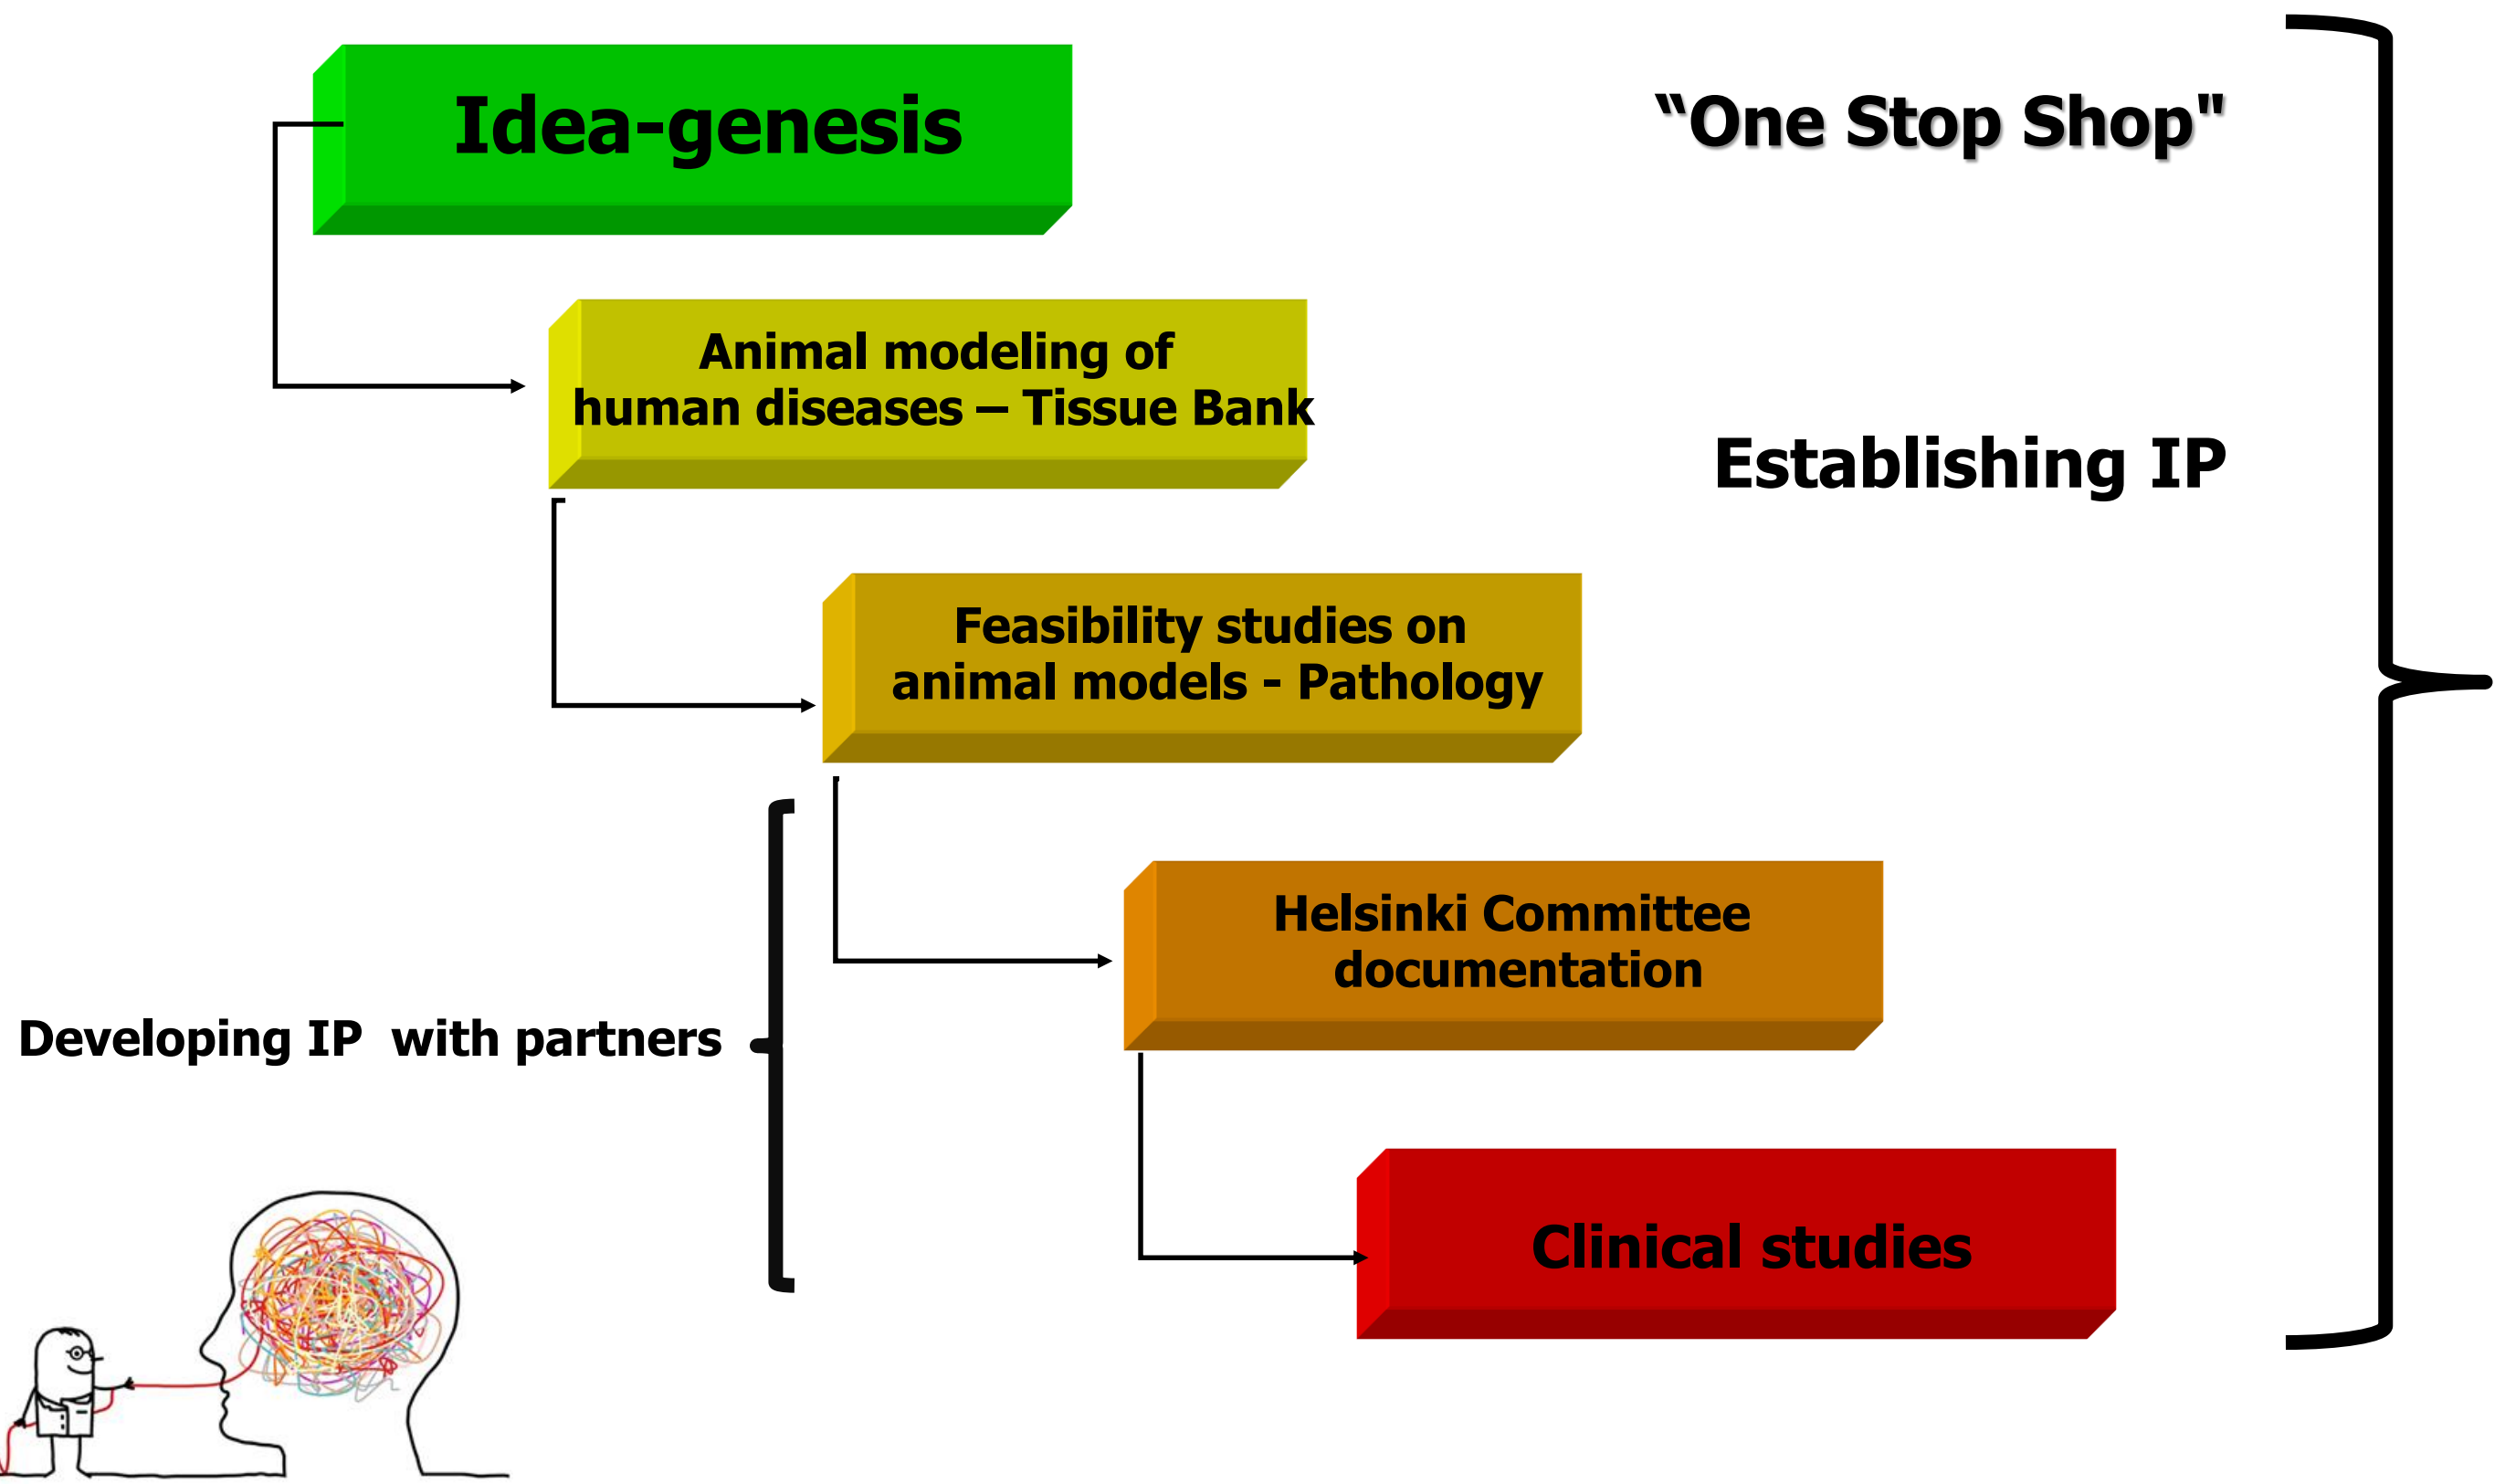 Idea-genesis
“One Stop Shop"
Animal modeling of
human diseases – Tissue Bank
Establishing IP
Feasibility studies on
animal models - Pathology
Helsinki Committee
documentation
Developing IP  with partners
Clinical studies